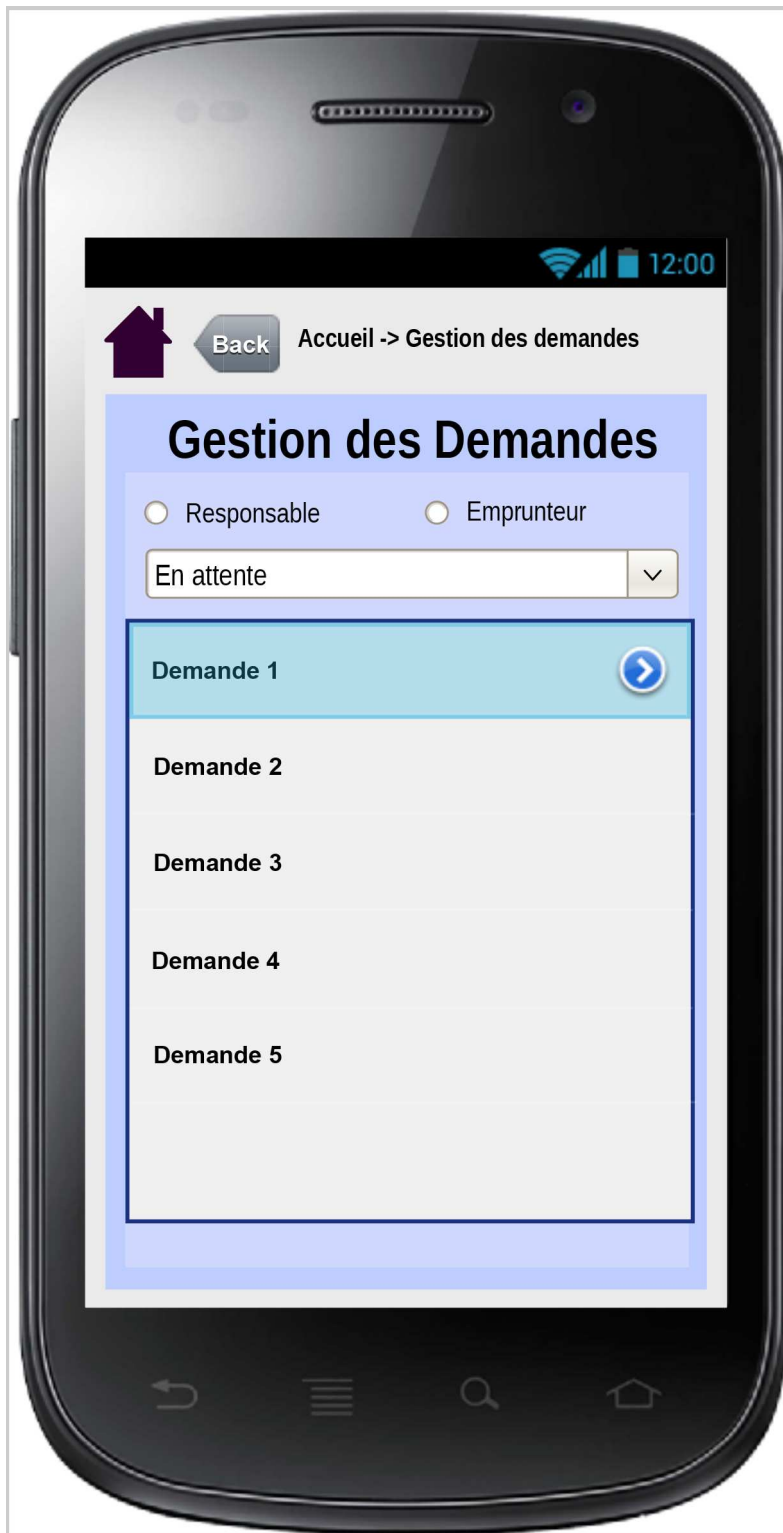 12:00
Back
Accueil -> Gestion des demandes
Gestion des Demandes
Responsable
Emprunteur
En attente
Demande 1
Demande 2
Demande 3
Demande 4
Demande 5